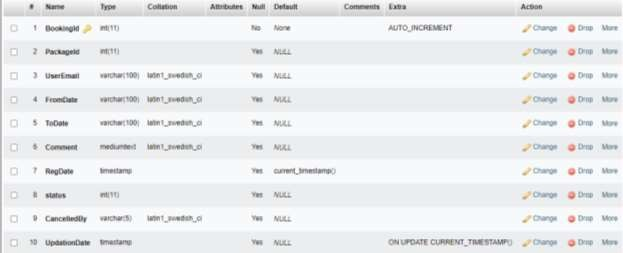 # Name Type Collation Attributes Null Default Comments Extra Action
1 BookingId int(11) No None AUTO_INCREMENT Change Drop More
2 PackageId int(11) Yes NULL Change Drop More
3 UserEmail varchar(100) latin1_swedish_ci Yes NULL Change Drop More
4 FromDate varchar(100) latin1_swedish_ci Yes NULL Change Drop More
5 ToDate varchar(100) latin1_swedish_ci Yes NULL Change Drop More
6 Comment mediumtext latin1_swedish_ci Yes NULL Change Drop More
7 RegDate timestamp Yes current_timestamp() Change Drop More
8 status int(11) Yes NULL Change Drop More
9 CancelledBy varchar(5) latin1_swedish_ci Yes NULL Change Drop More
10 UpdationDate timestamp Yes NULL ON UPDATE CURRENT_TIMESTAMP() Change Drop More